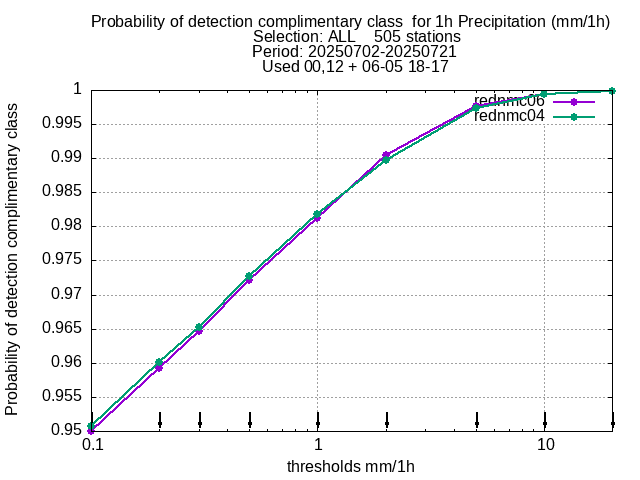 Probability of detection complimentary class  for 1h Precipitation (mm/1h)
Selection: ALL    505 stations
Period: 20250702-20250721
Used 00,12 + 06-05 18-17
rednmc06
rednmc04
1
0.995
0.99
0.985
0.98
0.975
0.97
0.965
0.96
0.955
0.95
Probability of detection complimentary class
0.1
1
10
thresholds mm/1h